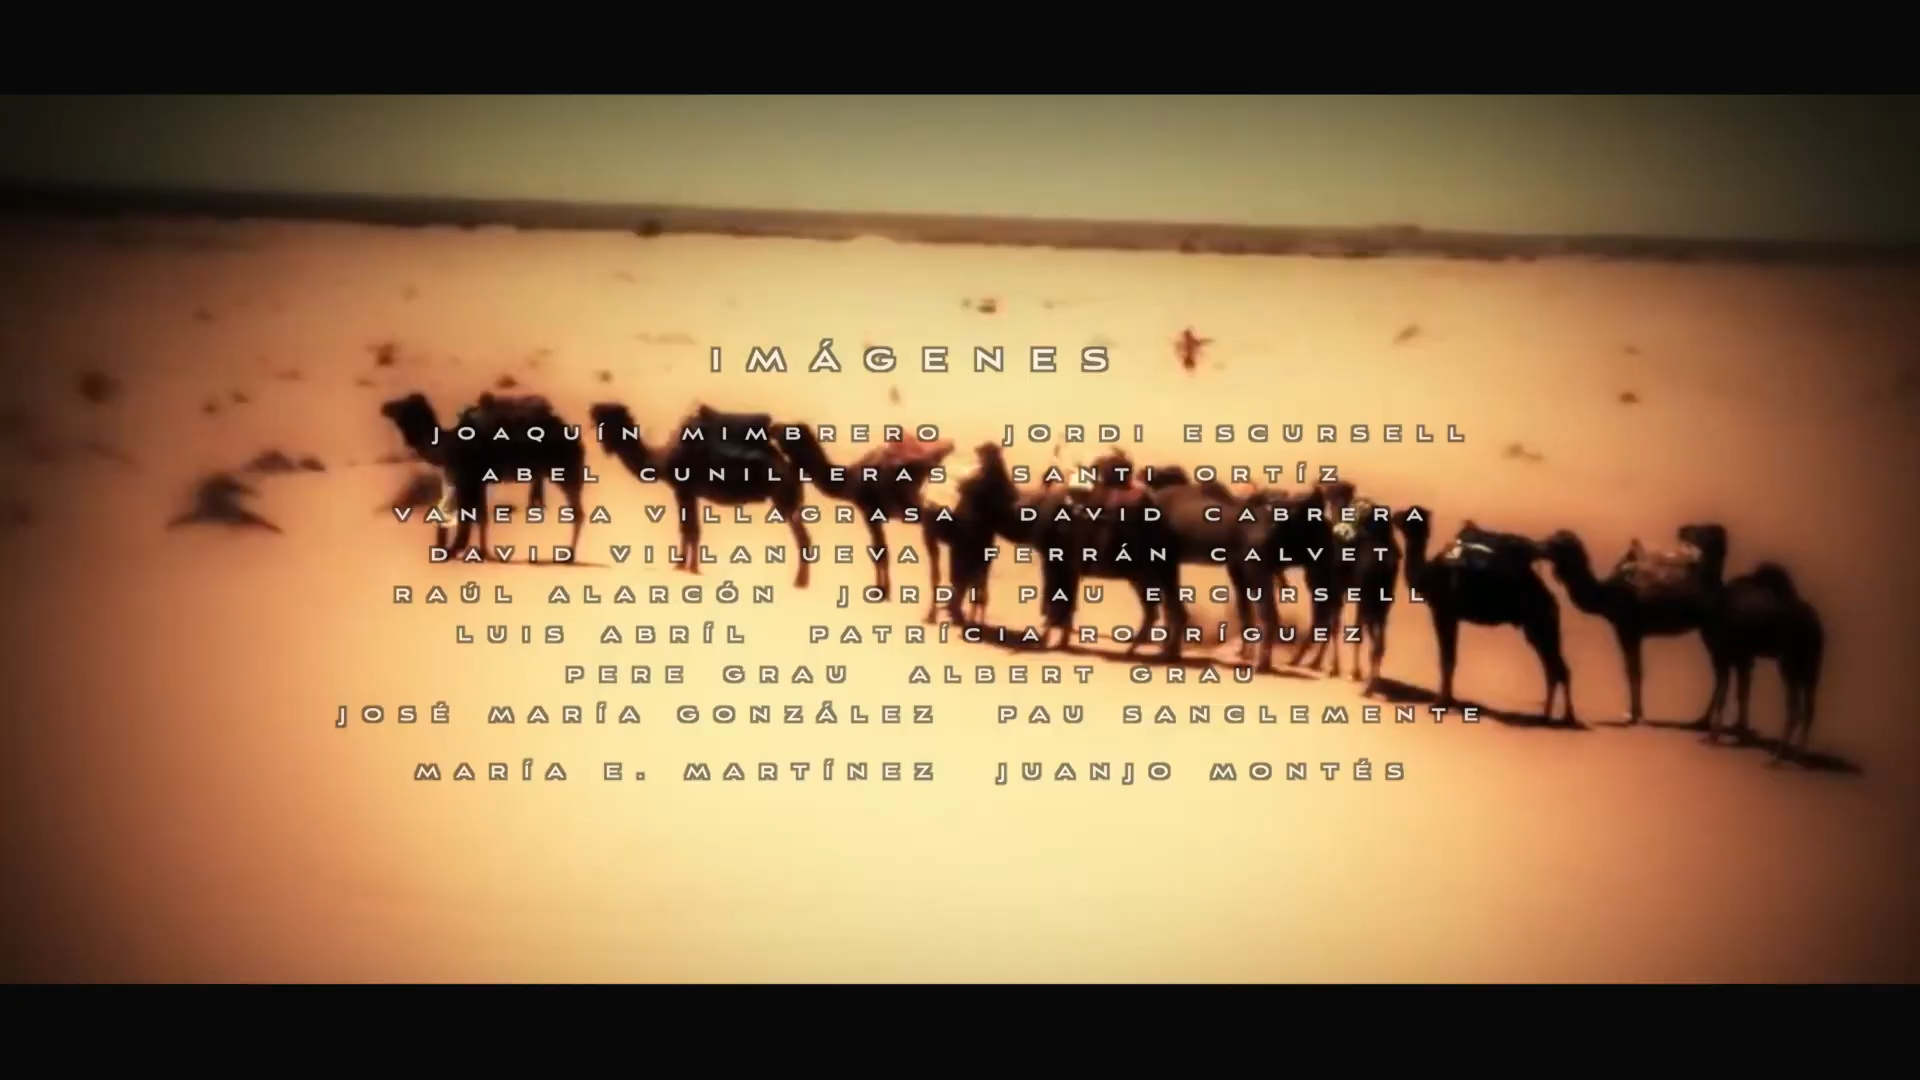 IMÁGENES
JOAQUÍN MIMBRERO JORDI ESCURSELL
ABEL CUNILLERAS SANTI ORTÍZ
VANESSA VILLAGRASA DAVID CABRERA
DAVID VILLANUEVA FERRÁN CALVET
RAÚL ALARCÓN JORDI PAU ERCURSELL
LUIS ABRÍL PATRÍCIA RODRÍGUEZ
PERE GRAU ALBERT GRAU
JOSÉ MARÍA GONZÁLEZ PAU SANCLEMENTE
MARÍA E. MARTÍNEZ JUANJO MONTÉS